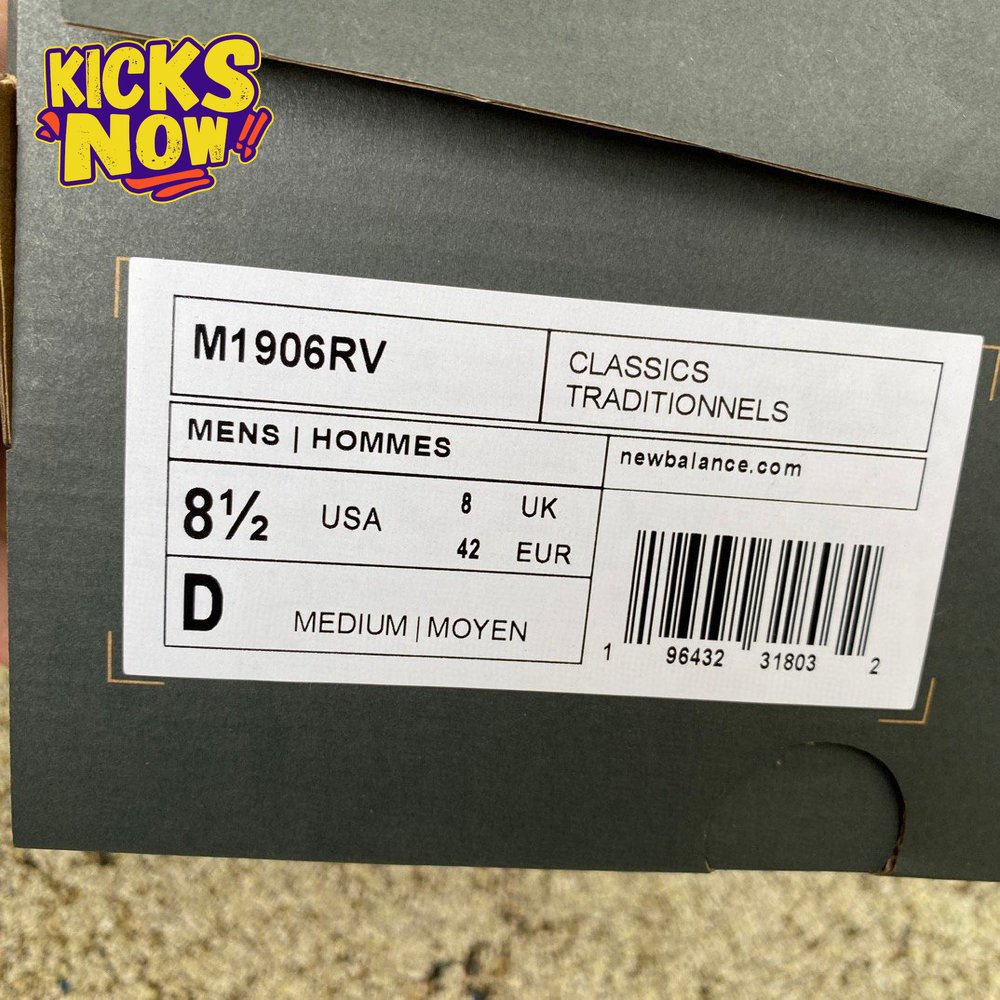 KICKS
NOW!!
M1906RV
CLASSICS
TRADITIONNELS
MENS | HOMMES
newbalance.com
8½ USA 8 UK
42 EUR
D MEDIUM | MOYEN
1 96432 31803 2